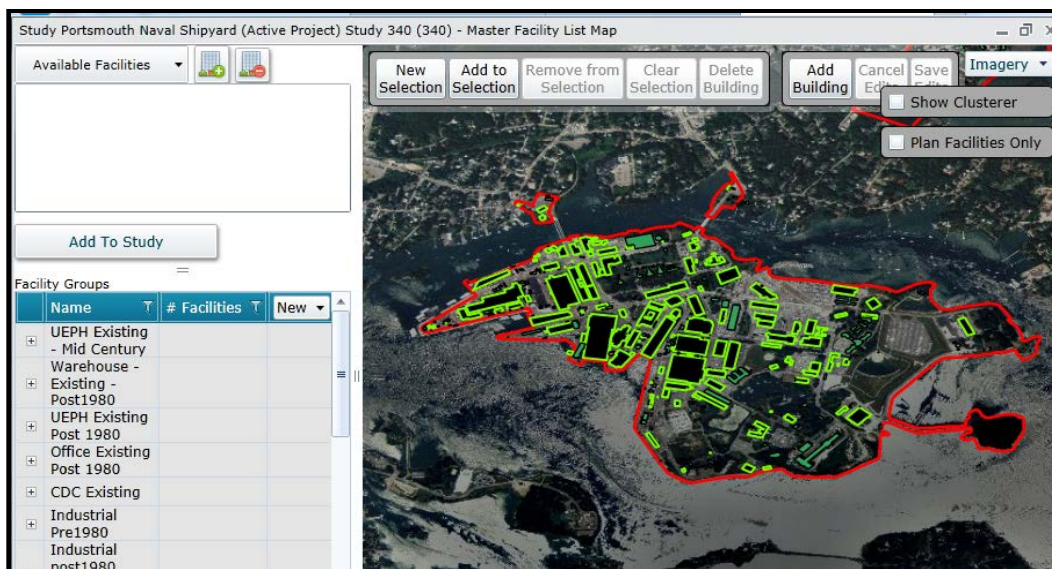 Study Portsmouth Naval Shipyard (Active Project) Study 340 (340) - Master Facility List Map
Available Facilities
New Selection
Add to Selection
Remove from Selection
Clear Selection
Delete Building
Add Building
Cancel Edits
Save Edits
Imagery
Show Clusterer
Plan Facilities Only
Add To Study
Facility Groups
Name
# Facilities
New
UEPH Existing
- Mid Century
Warehouse -
Existing -
Post1980
UEPH Existing
Post 1980
Office Existing
Post 1980
CDC Existing
Industrial
Pre1980
Industrial
post1980